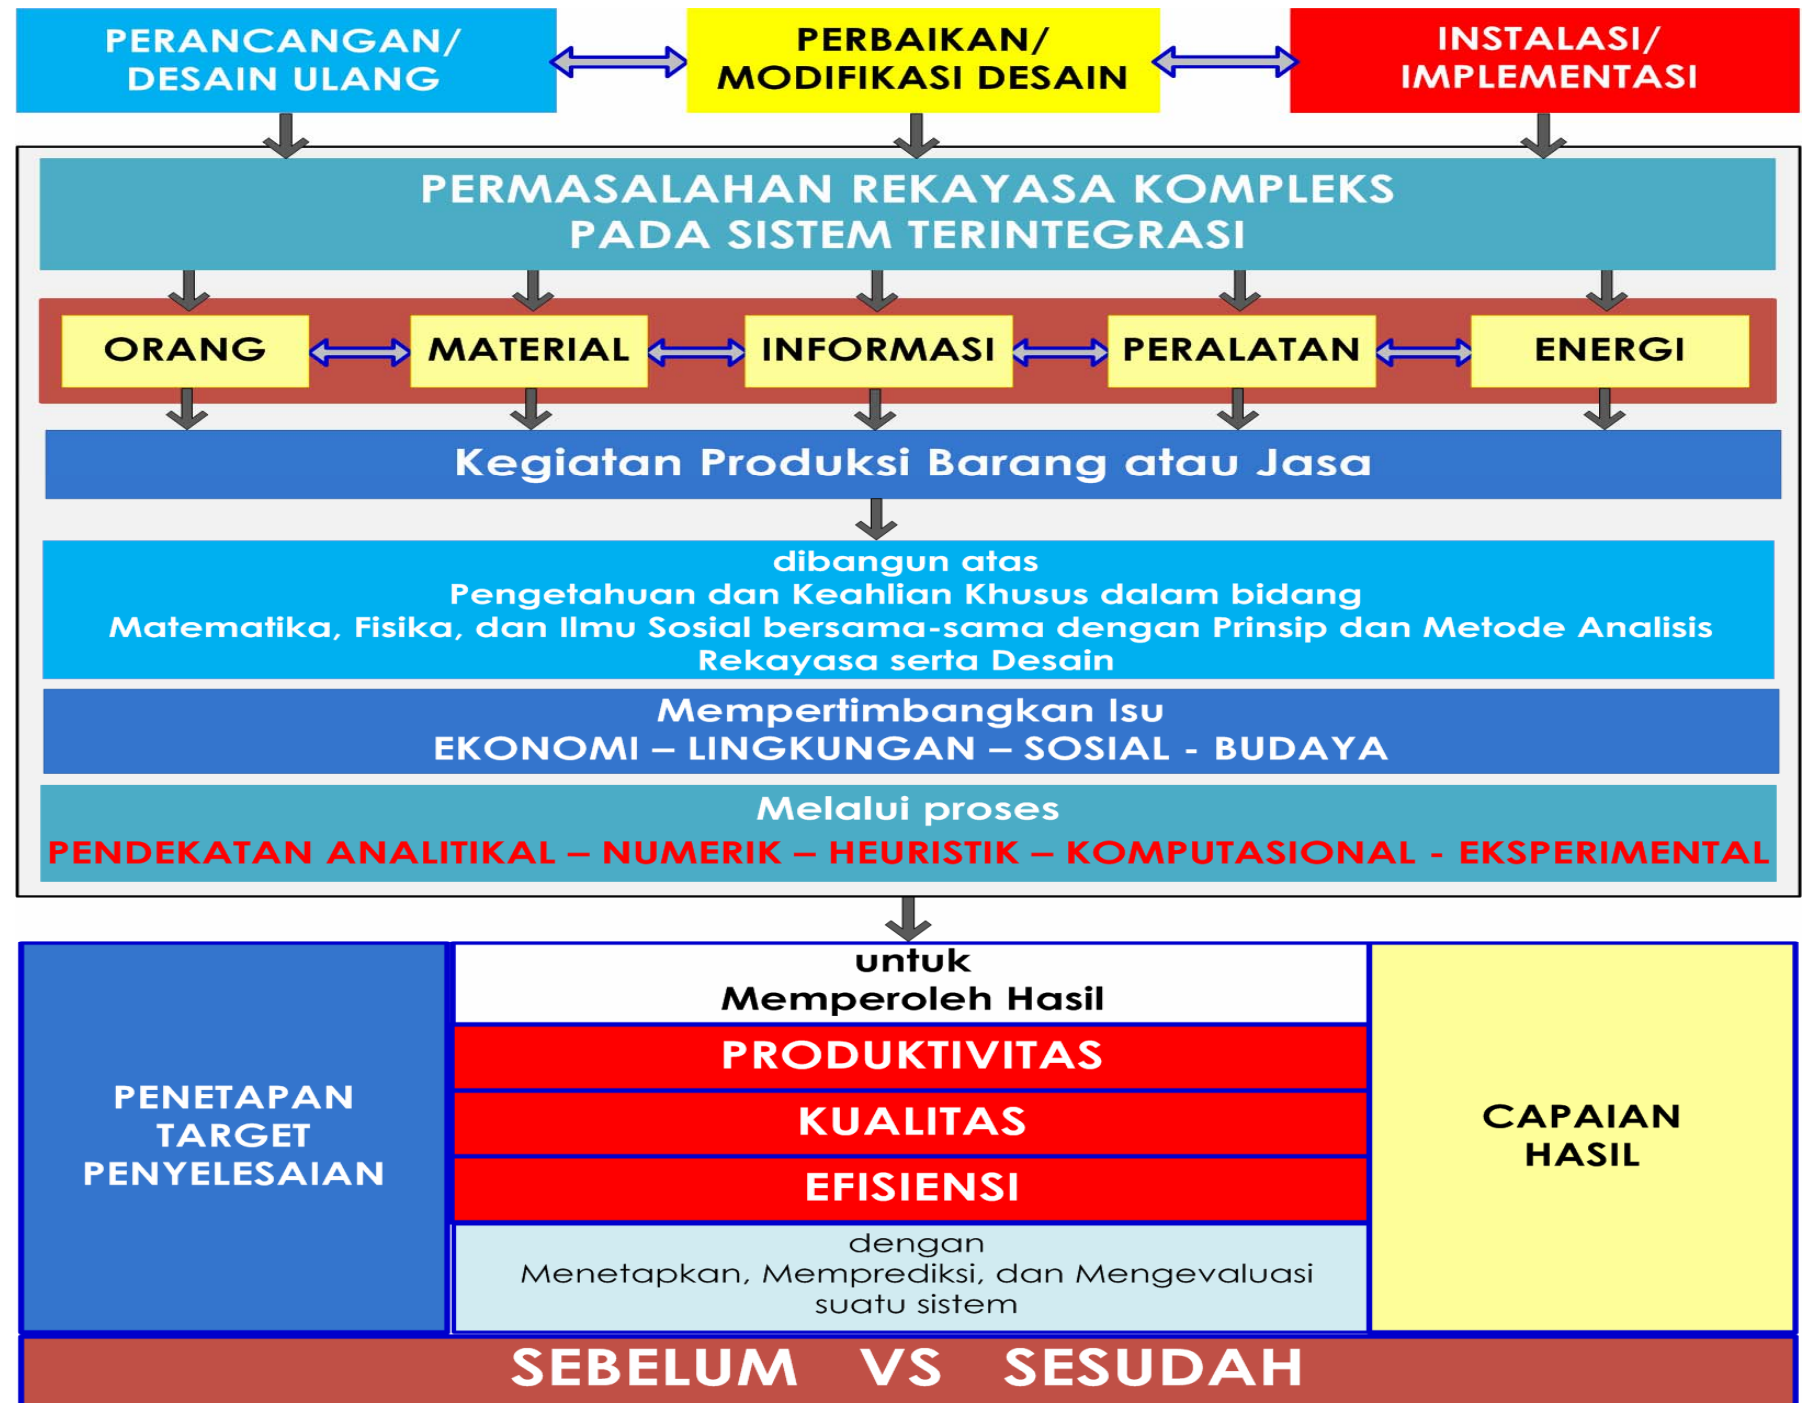 PERANCANGAN/
DESAIN ULANG
PERBAIKAN/
MODIFIKASI DESAIN
INSTALASI/
IMPLEMENTASI
PERMASALAHAN REKAYASA KOMPLEKS
PADA SISTEM TERINTEGRASI
ORANG
MATERIAL
INFORMASI
PERALATAN
ENERGI
Kegiatan Produksi Barang atau Jasa
dibangun atas
Pengetahuan dan Keahlian Khusus dalam bidang
Matematika, Fisika, dan Ilmu Sosial bersama-sama dengan Prinsip dan Metode Analisis
Rekayasa serta Desain
Mempertimbangkan Isu
EKONOMI – LINGKUNGAN – SOSIAL - BUDAYA
Melalui proses
PENDEKATAN ANALITIKAL – NUMERIK – HEURISTIK – KOMPUTASIONAL - EKSPERIMENTAL
PENETAPAN
TARGET
PENYELESAIAN
untuk
Memperoleh Hasil
PRODUKTIVITAS
KUALITAS
EFISIENSI
dengan
Menetapkan, Memprediksi, dan Mengevaluasi
suatu sistem
CAPAIAN
HASIL
SEBELUM VS SESUDAH